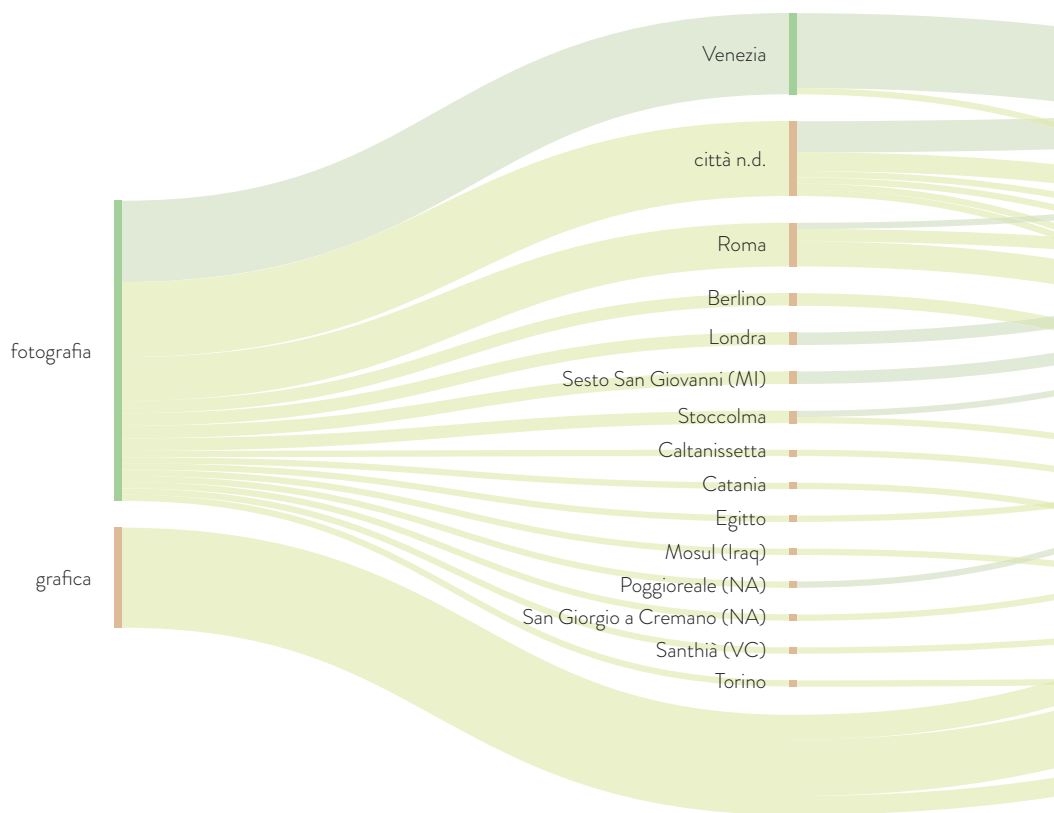 Venezia
città n.d.
Roma
Berlino
Londra
fotografia
Sesto San Giovanni (MI)
Stoccolma
Caltanissetta
Catania
Egitto
Mosul (Iraq)
grafica
Poggioreale (NA)
San Giorgio a Cremano (NA)
Santhià (VC)
Torino